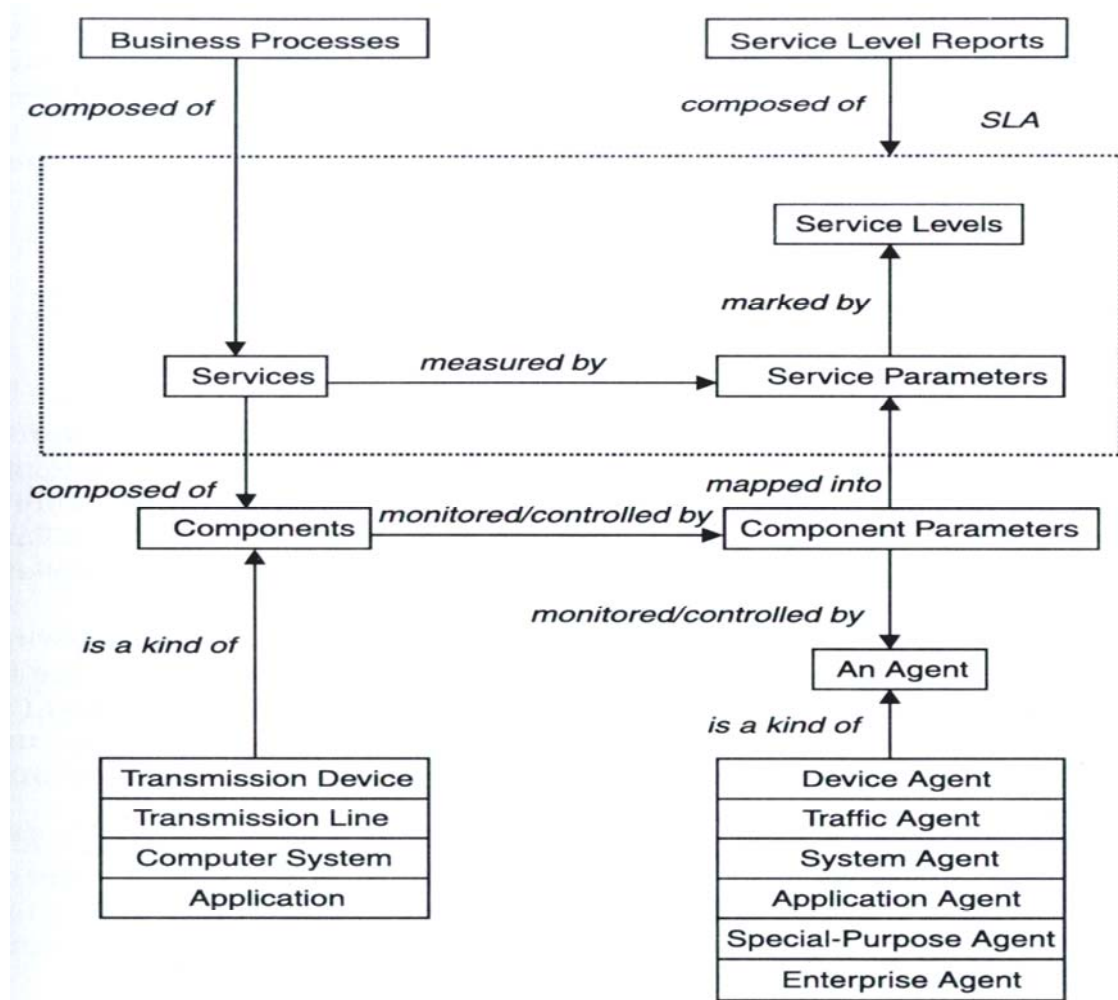 Business Processes
Service Level Reports
composed of
composed of
SLA
Service Levels
marked by
Services
measured by
Service Parameters
composed of
mapped into
Components
monitored/controlled by
Component Parameters
monitored/controlled by
is a kind of
An Agent
is a kind of
Transmission Device
Transmission Line
Computer System
Application
Device Agent
Traffic Agent
System Agent
Application Agent
Special-Purpose Agent
Enterprise Agent